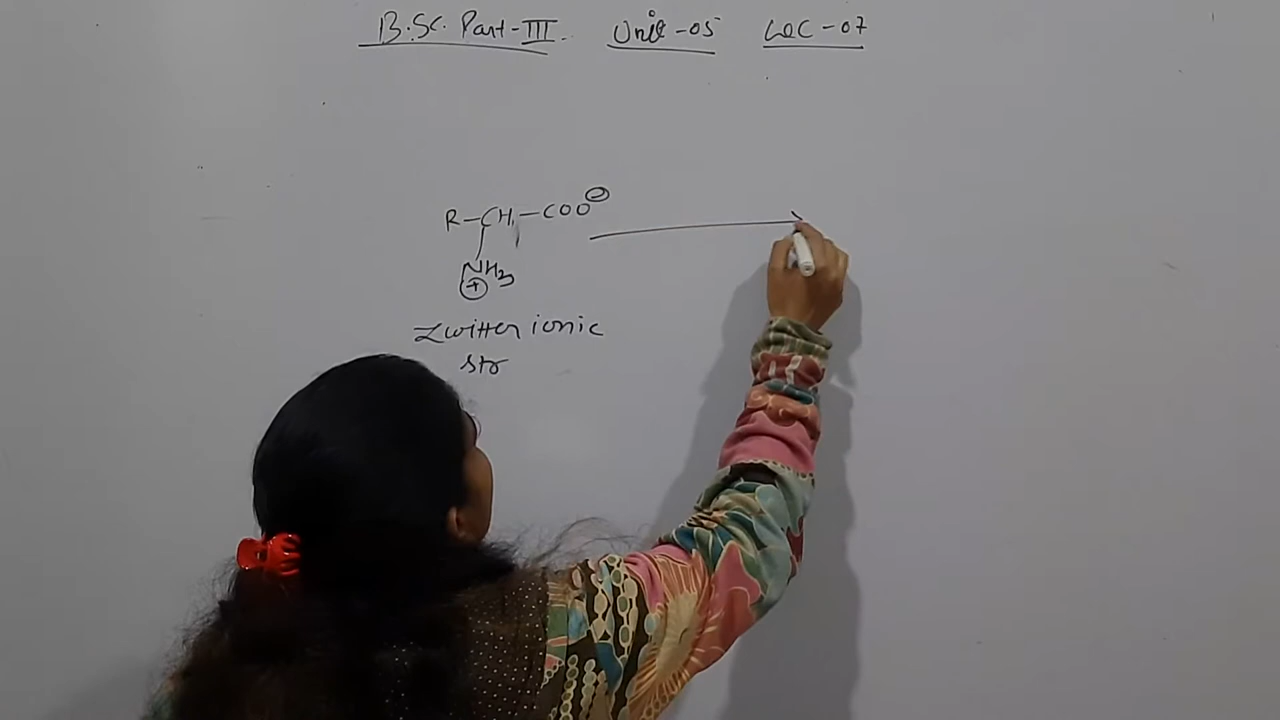 B.Sc. Part-III. Unit-05 Lec-07
R-CH-COO⊖
NH3
⊕
Zwitter ionic
str